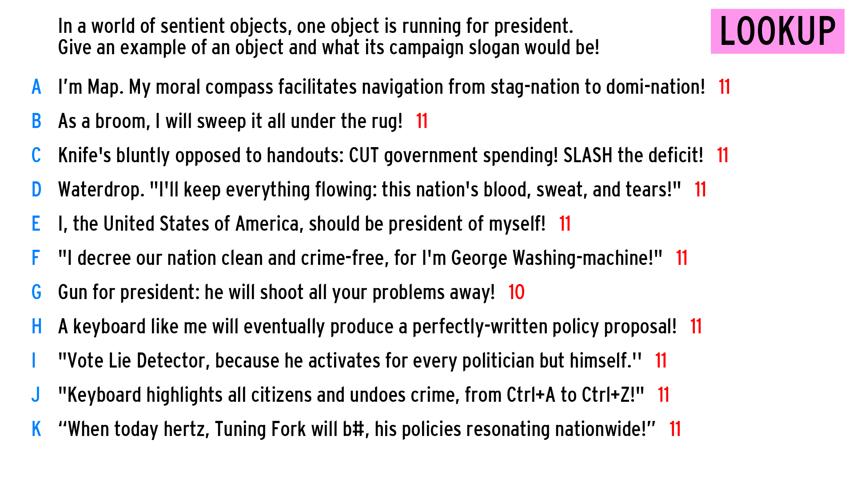 In a world of sentient objects, one object is running for president.
Give an example of an object and what its campaign slogan would be!
LOOKUP
A I'm Map. My moral compass facilitates navigation from stag-nation to domi-nation! 11
B As a broom, I will sweep it all under the rug! 11
C Knife's bluntly opposed to handouts: CUT government spending! SLASH the deficit! 11
D Waterdrop. "I'll keep everything flowing: this nation's blood, sweat, and tears!" 11
E I, the United States of America, should be president of myself! 11
F "I decree our nation clean and crime-free, for I'm George Washing-machine!" 11
G Gun for president: he will shoot all your problems away! 10
H A keyboard like me will eventually produce a perfectly-written policy proposal! 11
I "Vote Lie Detector, because he activates for every politician but himself.'' 11
J "Keyboard highlights all citizens and undoes crime, from Ctrl+A to Ctrl+Z!" 11
K “When today hertz, Tuning Fork will b#, his policies resonating nationwide!” 11